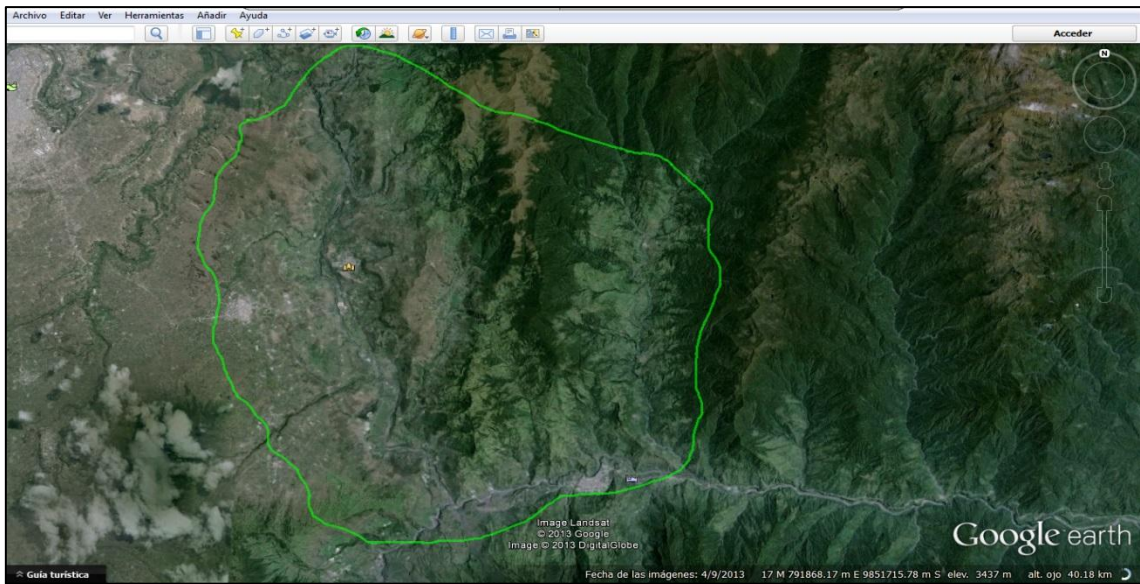 Archivo Editar Ver Herramientas Añadir Ayuda
Acceder
N
Image Landsat
© 2013 Google
Image © 2013 DigitalGlobe
Google earth
Guía turística
Fecha de las imágenes: 4/9/2013 17 M 791868.17 m E 9851715.78 m S elev. 3437 m alt. ojo 40.18 km